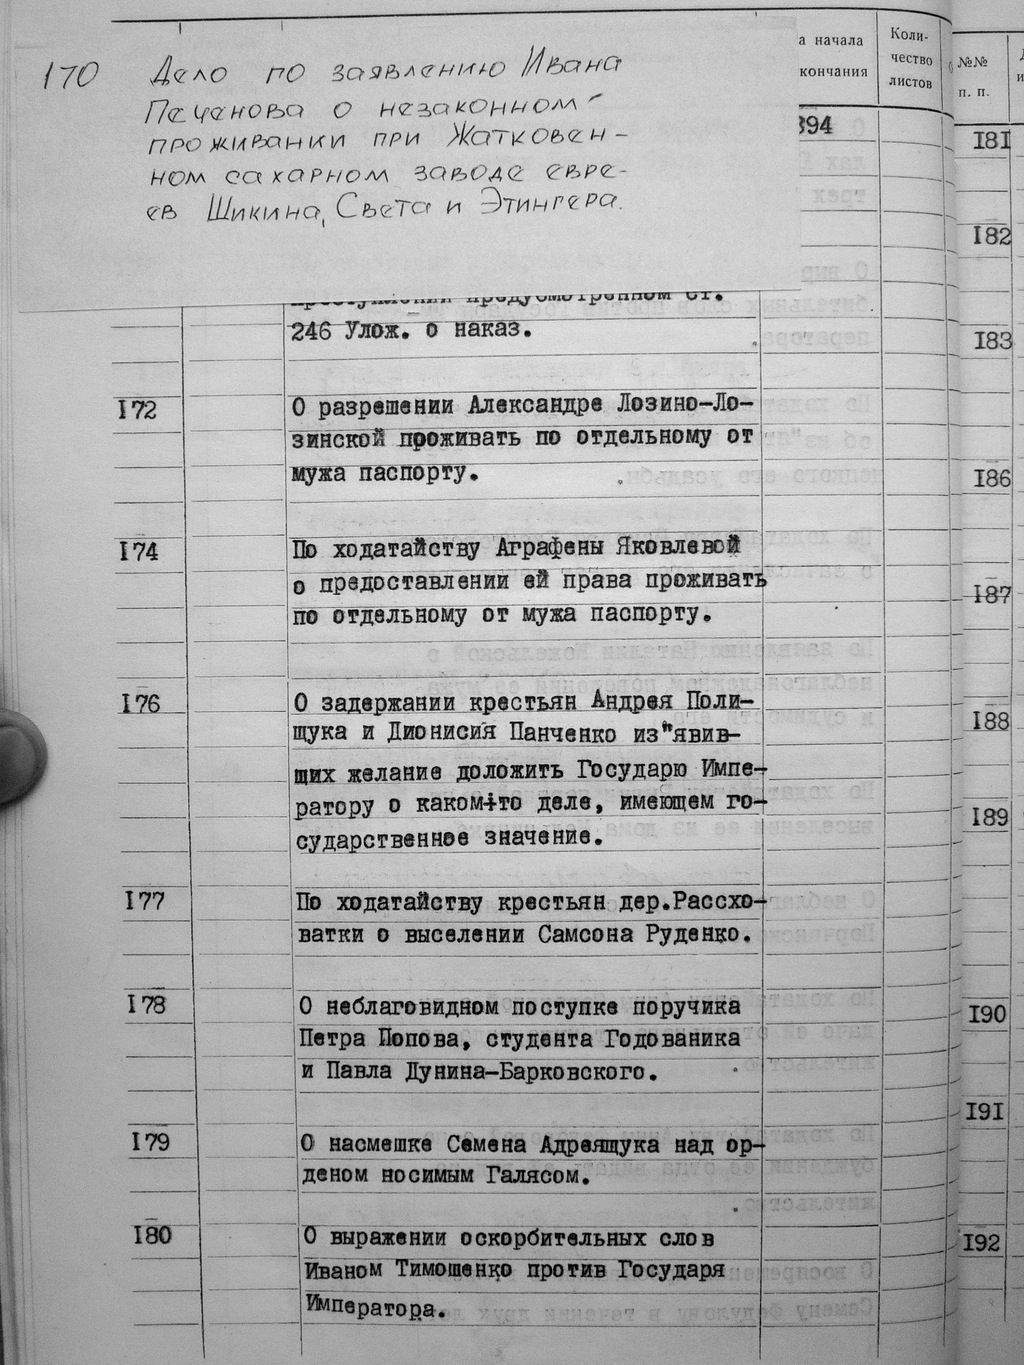 170 Дело по заявлению Ивана
Печенова о незаконном
проживании при Жатковен-
ном сахарном заводе евре-
ев Шикина, Света и Этингера.
а начала
кончания
Коли-
чество
листов
№№
п. п.
894
преступлении предусмотренном ст.
246 Улож. о наказ.
172 О разрешении Александре Лозино-Ло-
зинской проживать по отдельному от
мужа паспорту.
174 По ходатайству Аграфены Яковлевой
о предоставлении ей права проживать
по отдельному от мужа паспорту.
176 О задержании крестьян Андрея Поли-
щука и Дионисия Панченко из"явив-
щих желание доложить Государю Импе-
ратору о каком-то деле, имеющем го-
сударственное значение.
177 По ходатайству крестьян дер.Рассхо-
ватки о выселении Самсона Руденко.
178 О неблаговидном поступке поручика
Петра Попова, студента Годованика
и Павла Дунина-Барковского.
179 О насмешке Семена Адреящука над ор-
деном носимым Галясом.
180 О выражении оскорбительных слов
Иваном Тимошенко против Государя
Императора.
181
182
183
186
187
188
189
190
191
192